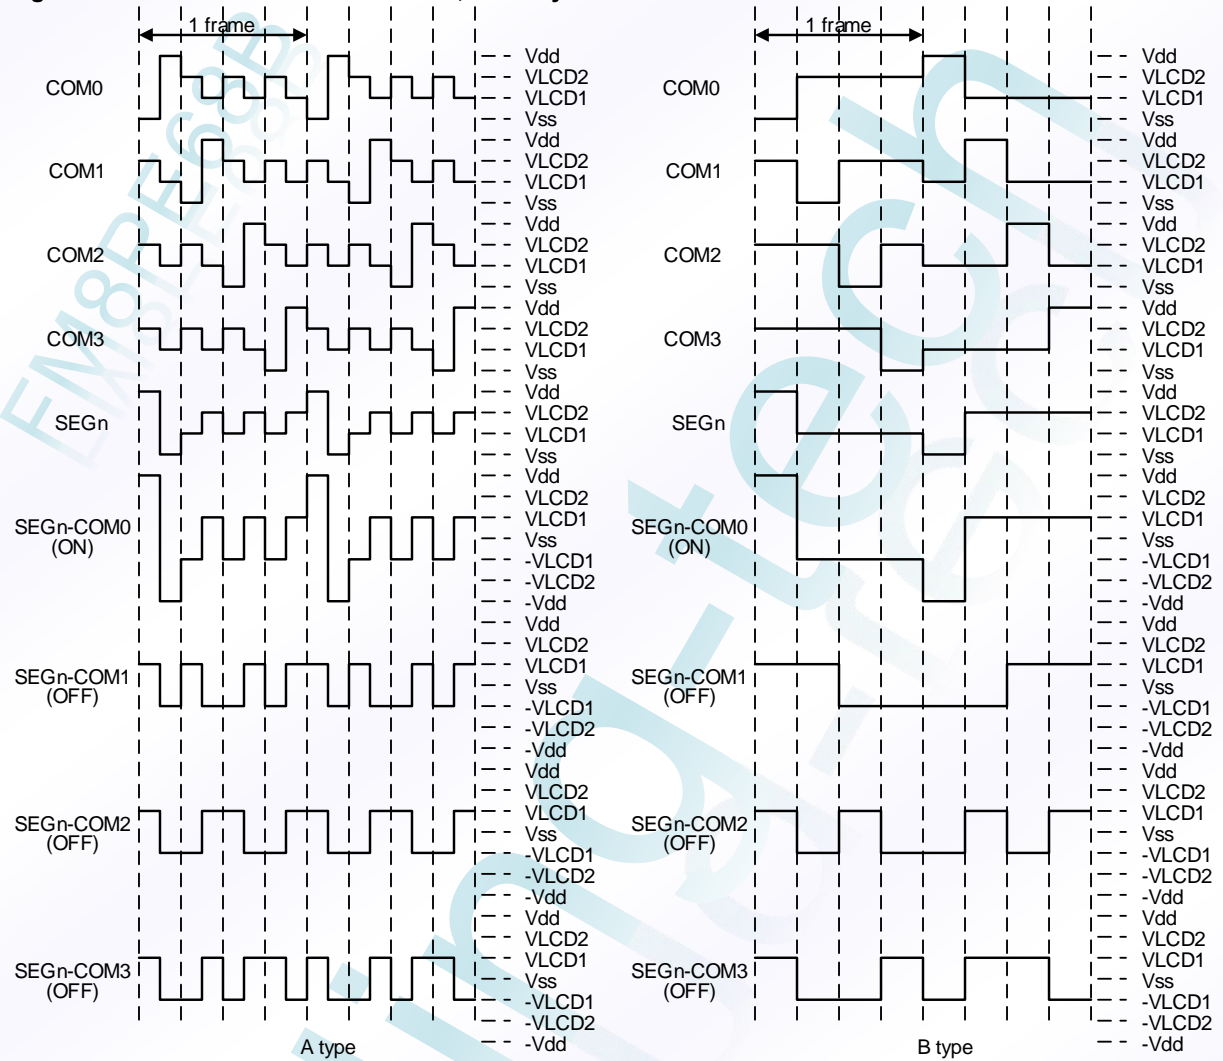 1 frame
1 frame
COM0
Vdd
VLCD2
VLCD1
Vss
COM0
Vdd
VLCD2
VLCD1
Vss
COM1
Vdd
VLCD2
VLCD1
Vss
COM1
Vdd
VLCD2
VLCD1
Vss
COM2
Vdd
VLCD2
VLCD1
Vss
COM2
Vdd
VLCD2
VLCD1
Vss
COM3
Vdd
VLCD2
VLCD1
Vss
COM3
Vdd
VLCD2
VLCD1
Vss
SEGn
Vdd
VLCD2
VLCD1
Vss
SEGn
Vdd
VLCD2
VLCD1
Vss
SEGn-COM0
(ON)
Vdd
VLCD2
VLCD1
Vss
-VLCD1
-VLCD2
-Vdd
SEGn-COM0
(ON)
Vdd
VLCD2
VLCD1
Vss
-VLCD1
-VLCD2
-Vdd
SEGn-COM1
(OFF)
Vdd
VLCD2
VLCD1
Vss
-VLCD1
-VLCD2
-Vdd
SEGn-COM1
(OFF)
Vdd
VLCD2
VLCD1
Vss
-VLCD1
-VLCD2
-Vdd
SEGn-COM2
(OFF)
Vdd
VLCD2
VLCD1
Vss
-VLCD1
-VLCD2
-Vdd
SEGn-COM2
(OFF)
Vdd
VLCD2
VLCD1
Vss
-VLCD1
-VLCD2
-Vdd
SEGn-COM3
(OFF)
Vdd
VLCD2
VLCD1
Vss
-VLCD1
-VLCD2
-Vdd
SEGn-COM3
(OFF)
Vdd
VLCD2
VLCD1
Vss
-VLCD1
-VLCD2
-Vdd
A type
B type
FM8PE68B
ing-tech